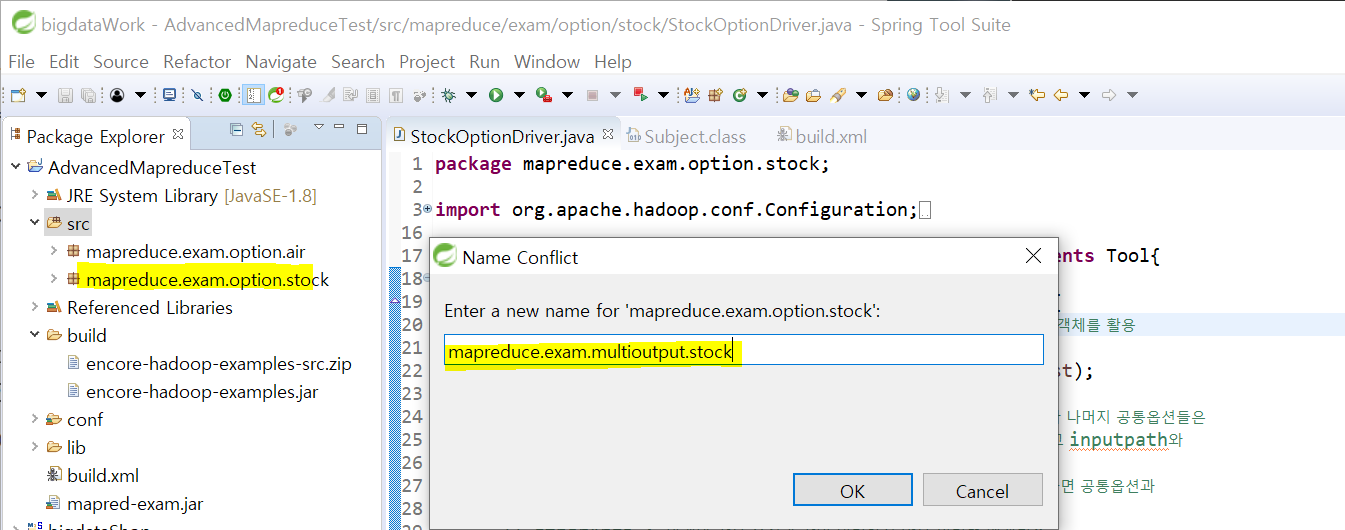 bigdataWork - AdvancedMapreduceTest/src/mapreduce/exam/option/stock/StockOptionDriver.java - Spring Tool Suite
File Edit Source Refactor Navigate Search Project Run Window Help
Package Explorer
AdvancedMapreduceTest
JRE System Library [JavaSE-1.8]
src
mapreduce.exam.option.air
mapreduce.exam.option.stock
Referenced Libraries
build
encore-hadoop-examples-src.zip
encore-hadoop-examples.jar
conf
lib
build.xml
mapred-exam.jar
StockOptionDriver.java Subject.class build.xml
1 package mapreduce.exam.option.stock;
2
3 import org.apache.hadoop.conf.Configuration;
16
17 ents Tool{
18
19
20 객체를 활용
21
22 st);
23
24 나머지 공통옵션들은
25 inputpath와
26
27 면 공통옵션과
28
Name Conflict
Enter a new name for 'mapreduce.exam.option.stock':
mapreduce.exam.multioutput.stock
OK Cancel